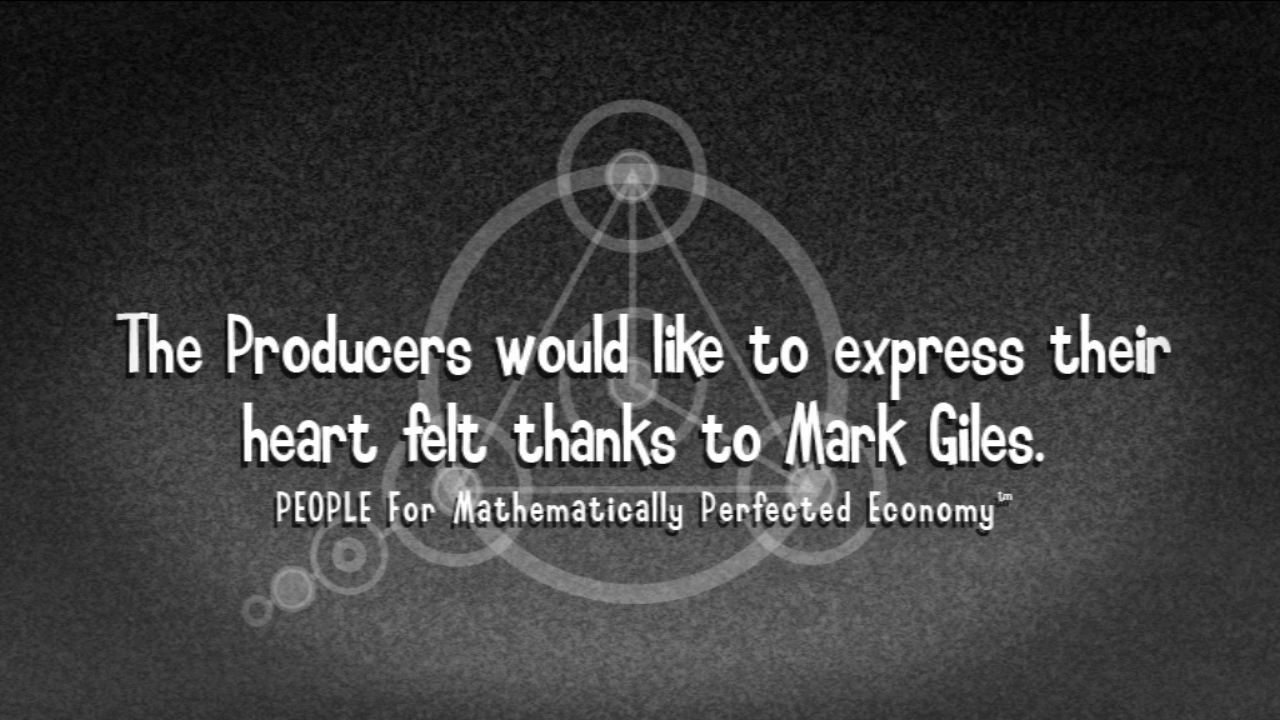 The Producers would like to express their
heart felt thanks to Mark Giles.
PEOPLE For Mathematically Perfected Economy™